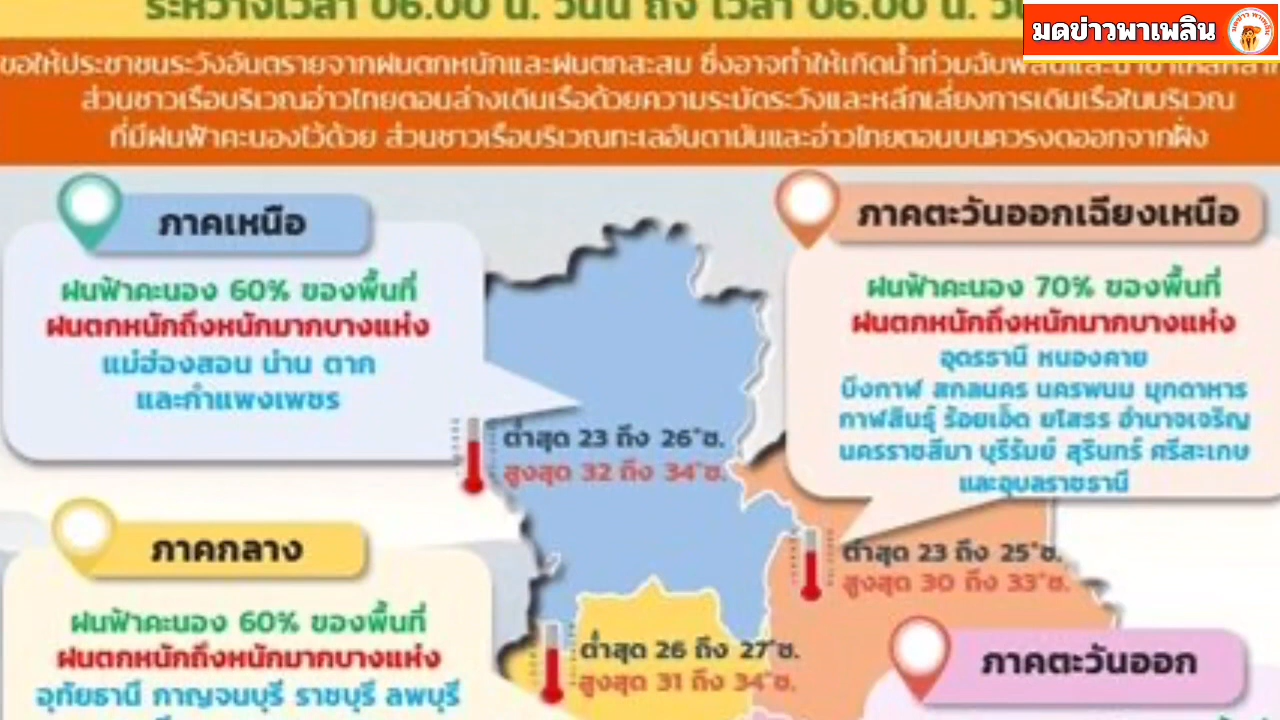 ระหว่างเวลา 06.00 น. วันนี้ ถึง เวลา 06.00 น.
มดข่าวพาเพลิน
ขอให้ประชาชนระวังอันตรายจากฝนตกหนักและฝนตกสะสม ซึ่งอาจทำให้เกิดน้ำท่วมฉับพลันและน้ำป่าไหลหลาก
ส่วนชาวเรือบริเวณอ่าวไทยตอนล่างเดินเรือด้วยความระมัดระวังและหลีกเลี่ยงการเดินเรือในบริเวณ
ที่มีฝนฟ้าคะนองไว้ด้วย ส่วนชาวเรือบริเวณทะเลอันดามันและอ่าวไทยตอนบนควรงดออกจากฝั่ง
ภาคเหนือ
ฝนฟ้าคะนอง 60% ของพื้นที่
ฝนตกหนักถึงหนักมากบางแห่ง
แม่ฮ่องสอน น่าน ตาก
และกำแพงเพชร
ต่ำสุด 23 ถึง 26°ซ.
สูงสุด 32 ถึง 34°ซ.
ภาคตะวันออกเฉียงเหนือ
ฝนฟ้าคะนอง 70% ของพื้นที่
ฝนตกหนักถึงหนักมากบางแห่ง
อุดรธานี หนองคาย
บึงกาฬ สกลนคร นครพนม มุกดาหาร
กาฬสินธุ์ ร้อยเอ็ด ยโสธร อำนาจเจริญ
นครราชสีมา บุรีรัมย์ สุรินทร์ ศรีสะเกษ
และอุบลราชธานี
ต่ำสุด 23 ถึง 25°ซ.
สูงสุด 30 ถึง 33°ซ.
ภาคกลาง
ฝนฟ้าคะนอง 60% ของพื้นที่
ฝนตกหนักถึงหนักมากบางแห่ง
อุทัยธานี กาญจนบุรี ราชบุรี ลพบุรี
ต่ำสุด 26 ถึง 27°ซ.
สูงสุด 31 ถึง 34°ซ.
ภาคตะวันออก